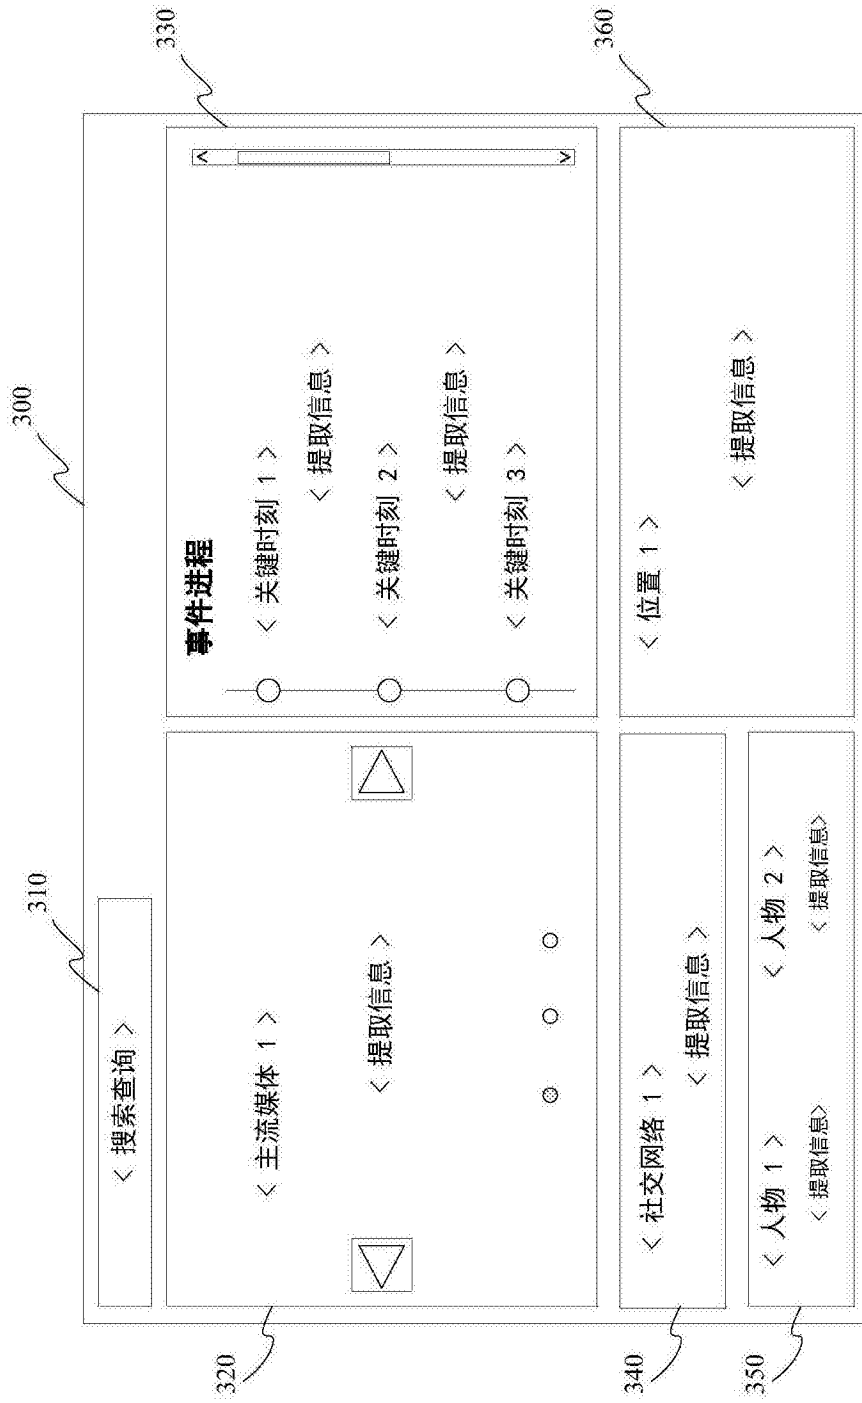 300
310
< 搜索查询 >
320
< 主流媒体 1 >
< 提取信息 >
330
事件进程
< 关键时刻 1 >
< 提取信息 >
< 关键时刻 2 >
< 提取信息 >
< 关键时刻 3 >
340
< 社交网络 1 >
< 提取信息 >
350
< 人物 1 >
< 提取信息>
< 人物 2 >
< 提取信息>
360
< 位置 1 >
< 提取信息 >